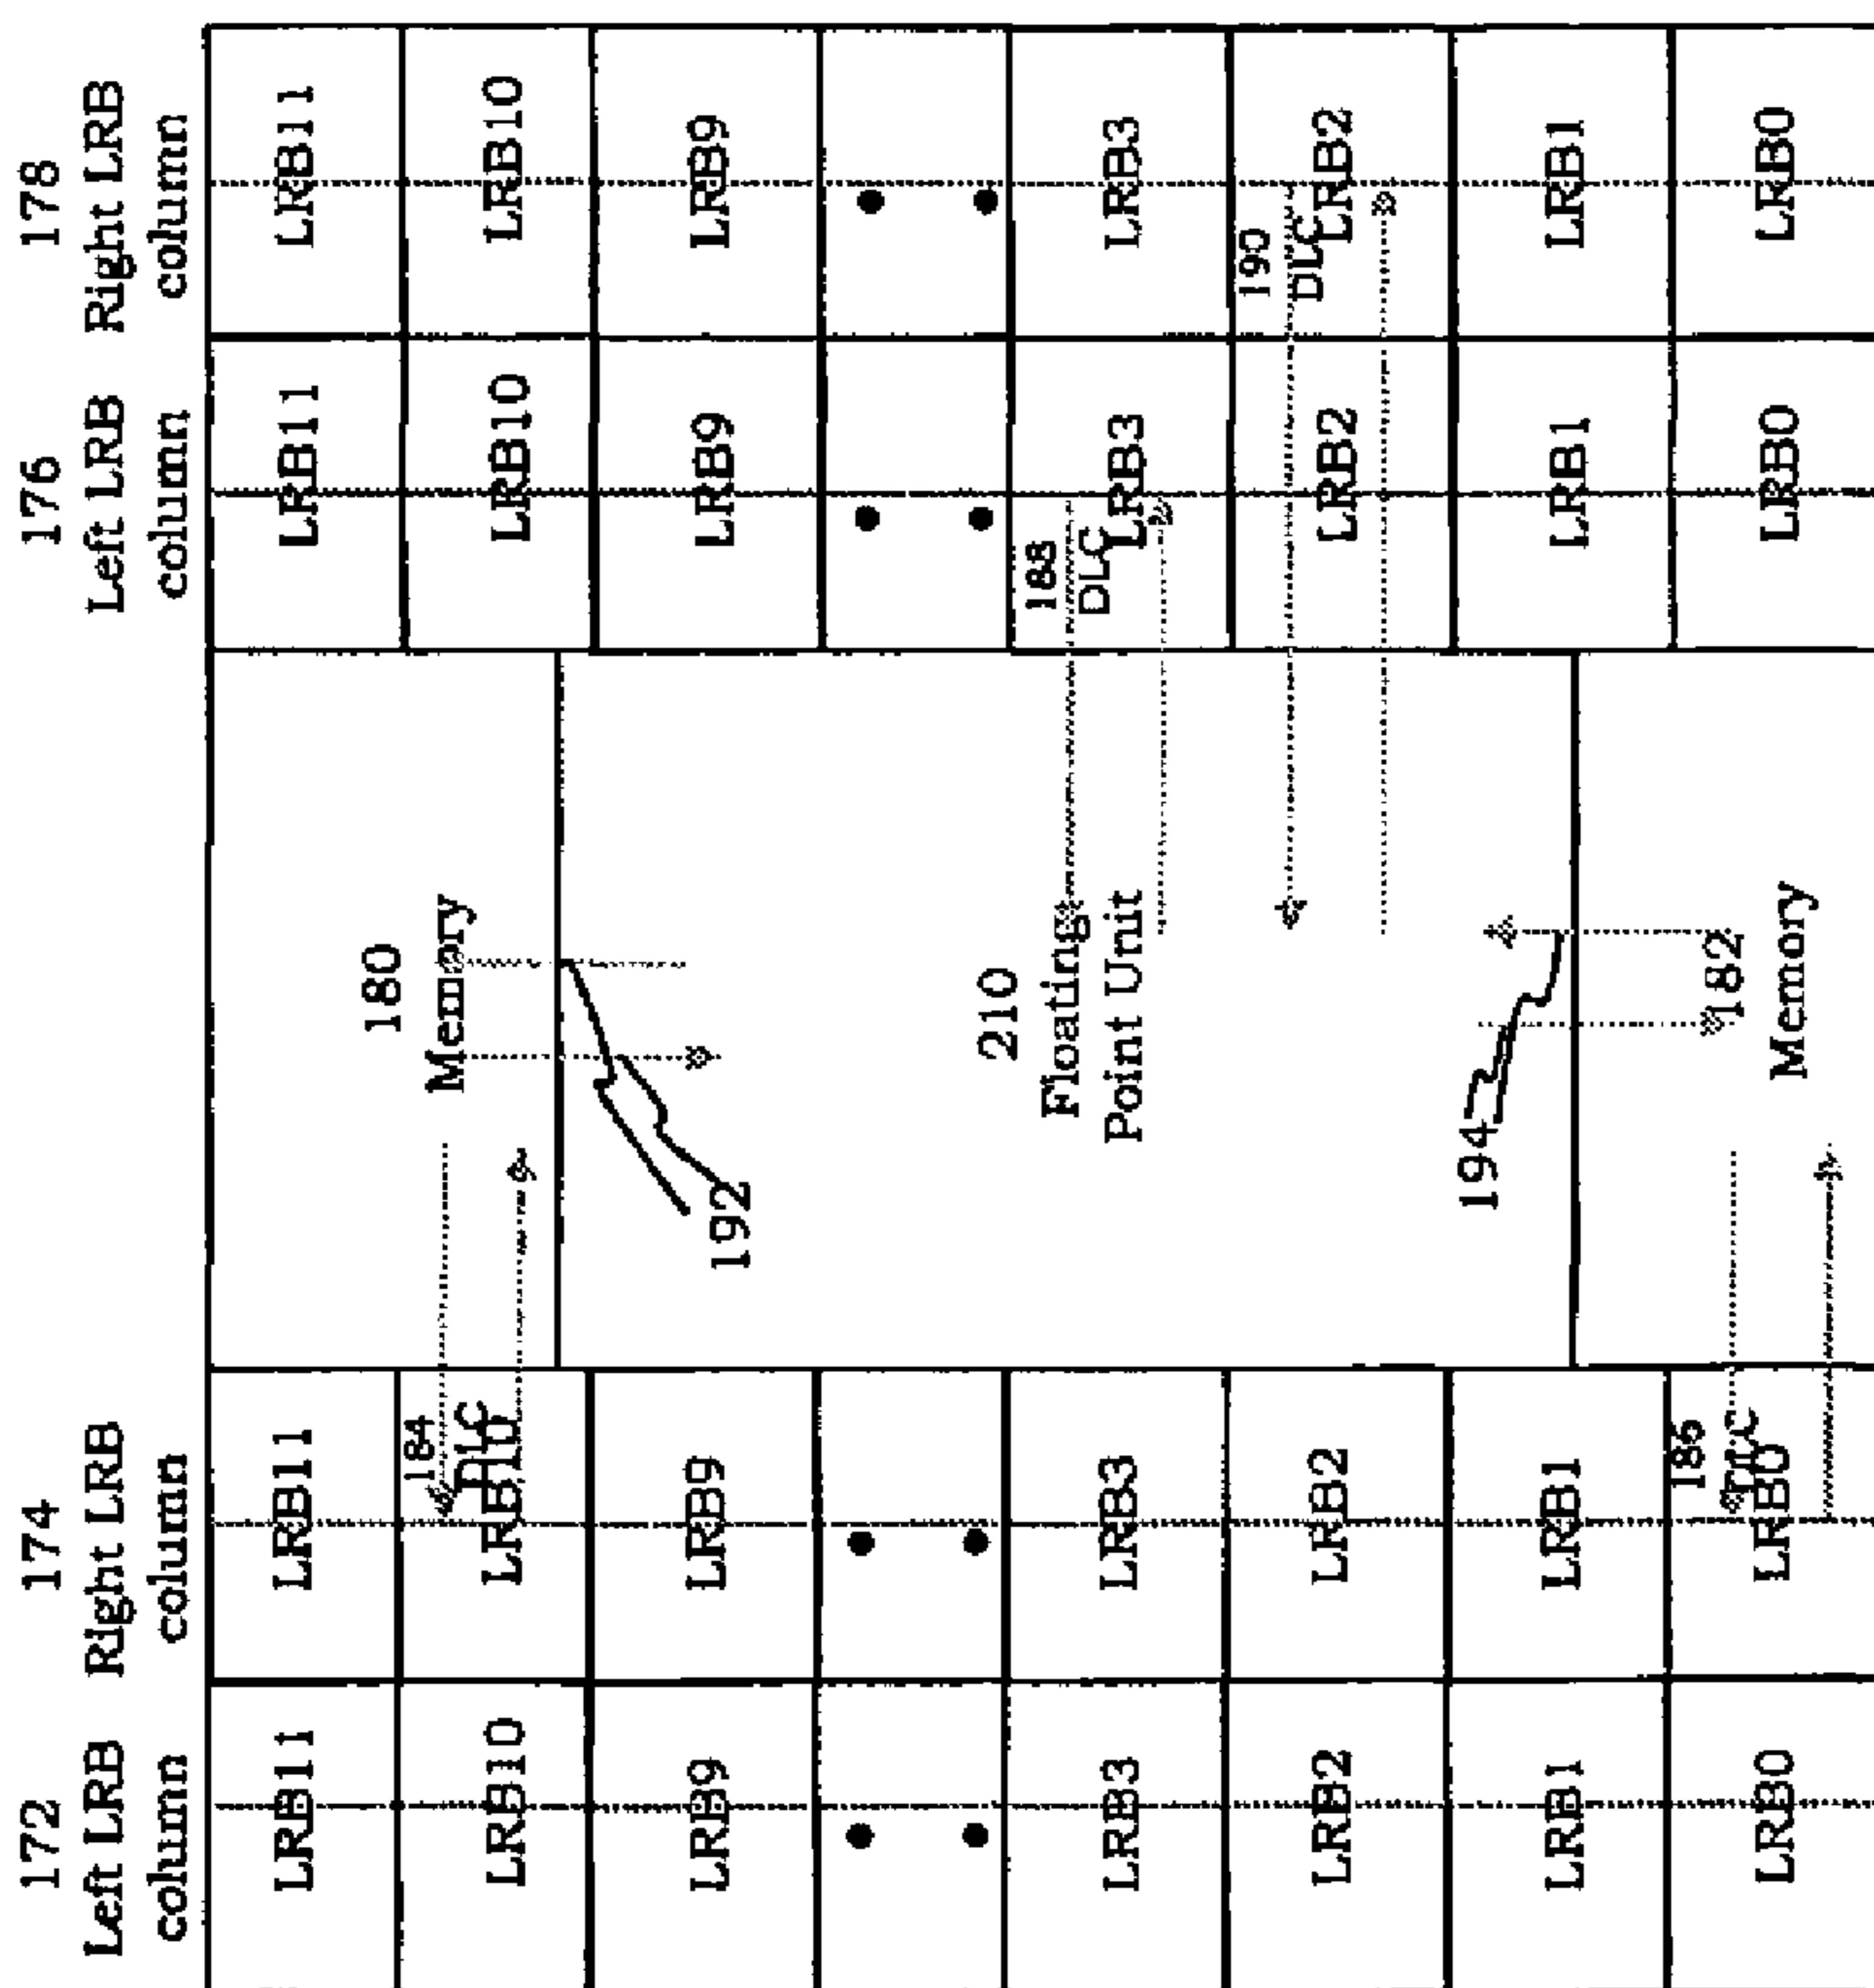 172 174 176 178
Left LRB Right LRB Left LRB Right LRB
column column column column
LRB11 LRB11 LRB11 LRB11
180
184 Memory
DLC
LRB10 LRB10 LRB10 LRB10
LRB9 LRB9 LRB9 LRB9
192
210
188
Floating
DLC
Point Unit
LRB3 LRB3 LRB3 LRB3
190
DLC
LRB2 LRB2 LRB2 LRB2
194
LRB1 LRB1 LRB1 LRB1
186
182
DLC
LRB0 LRB0 Memory LRB0 LRB0